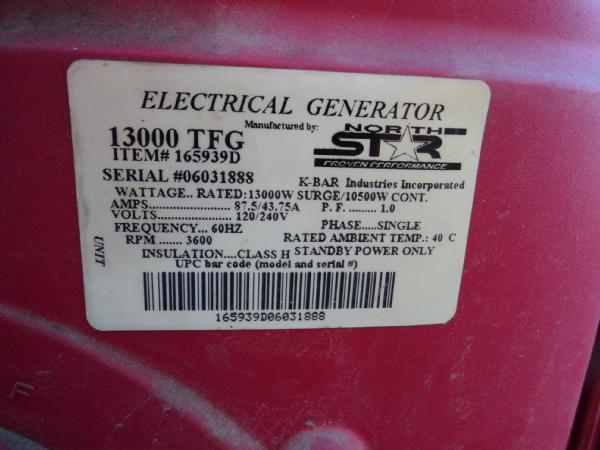 ELECTRICAL GENERATOR
13000 TFG
Manufactured by:
NORTH
STAR
PROVEN PERFORMANCE
ITEM# 165939D
SERIAL #06031888
K-BAR Industries Incorporated
WATTAGE.. RATED:13000W SURGE/10500W CONT.
AMPS........................ 87.5/43.75A P. F. ......... 1.0
VOLTS...................... 120/240V
FREQUENCY.... 60HZ PHASE.....SINGLE
RPM ....... 3600 RATED AMBIENT TEMP.: 40 C
INSULATION....CLASS H STANDBY POWER ONLY
UNIT
UPC bar code (model and serial #)
165939D06031888